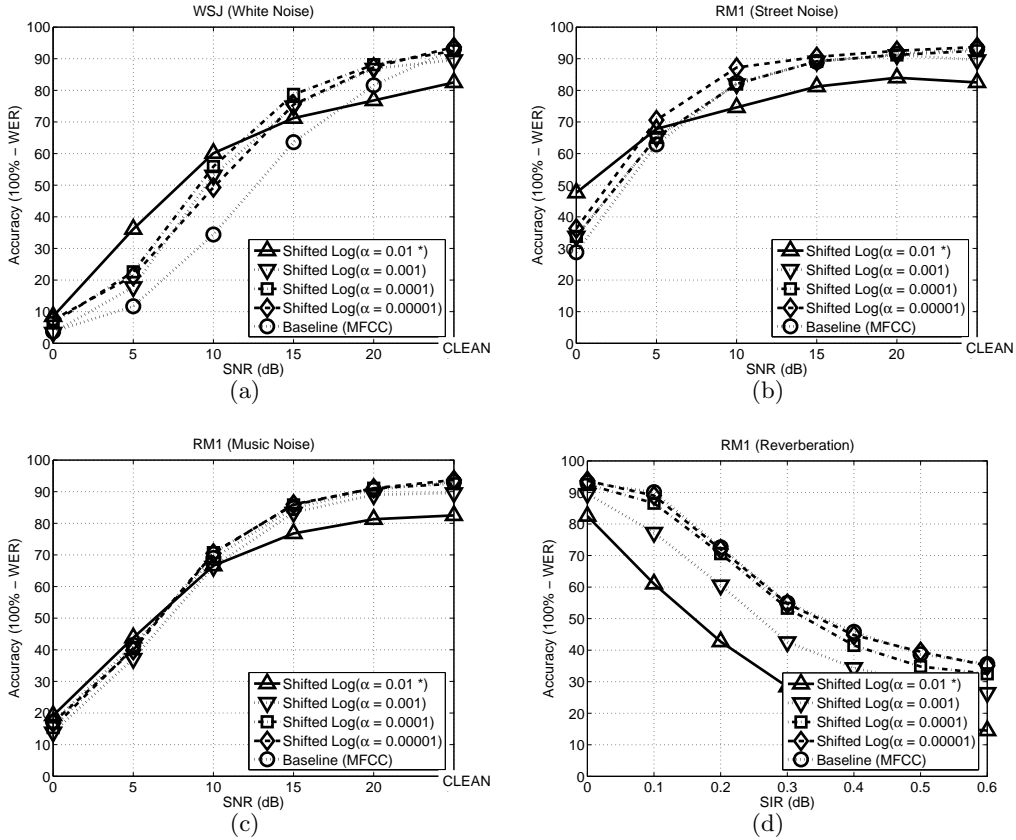 WSJ (White Noise)
100
90
80
70
60
50
40
30
20
10
0
Accuracy (100% − WER)
Shifted Log(α = 0.01 *)
Shifted Log(α = 0.001)
Shifted Log(α = 0.0001)
Shifted Log(α = 0.00001)
Baseline (MFCC)
0 5 10 15 20 CLEAN
SNR (dB)
(a)
RM1 (Street Noise)
100
90
80
70
60
50
40
30
20
10
0
Accuracy (100% − WER)
Shifted Log(α = 0.01 *)
Shifted Log(α = 0.001)
Shifted Log(α = 0.0001)
Shifted Log(α = 0.00001)
Baseline (MFCC)
0 5 10 15 20 CLEAN
SNR (dB)
(b)
RM1 (Music Noise)
100
90
80
70
60
50
40
30
20
10
0
Accuracy (100% − WER)
Shifted Log(α = 0.01 *)
Shifted Log(α = 0.001)
Shifted Log(α = 0.0001)
Shifted Log(α = 0.00001)
Baseline (MFCC)
0 5 10 15 20 CLEAN
SNR (dB)
(c)
RM1 (Reverberation)
100
90
80
70
60
50
40
30
20
10
0
Accuracy (100% − WER)
Shifted Log(α = 0.01 *)
Shifted Log(α = 0.001)
Shifted Log(α = 0.0001)
Shifted Log(α = 0.00001)
Baseline (MFCC)
0 0.1 0.2 0.3 0.4 0.5 0.6
SIR (dB)
(d)